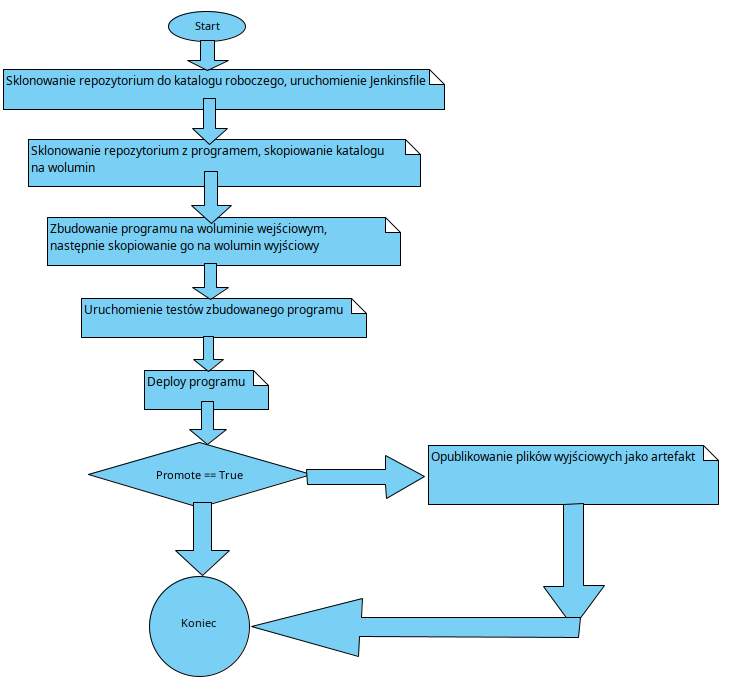 Start
Sklonowanie repozytorium do katalogu roboczego, uruchomienie Jenkinsfile
Sklonowanie repozytorium z programem, skopiowanie katalogu
na wolumin
Zbudowanie programu na woluminie wejściowym,
następnie skopiowanie go na wolumin wyjściowy
Uruchomienie testów zbudowanego programu
Deploy programu
Promote == True
Opublikowanie plików wyjściowych jako artefakt
Koniec